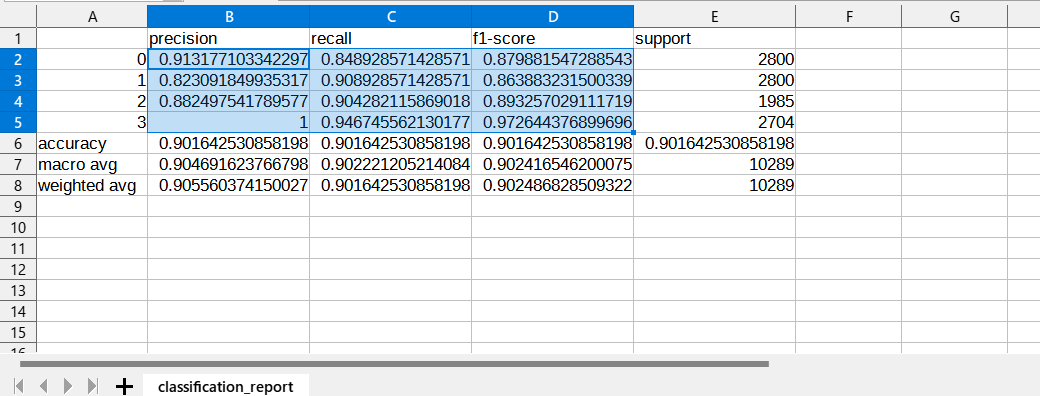 A B C D E F G
1 precision recall f1-score support
2 0 0.913177103342297 0.848928571428571 0.879881547288543 2800
3 1 0.823091849935317 0.908928571428571 0.863883231500339 2800
4 2 0.882497541789577 0.904282115869018 0.893257029111719 1985
5 3 1 0.946745562130177 0.972644376899696 2704
6 accuracy 0.901642530858198 0.901642530858198 0.901642530858198 0.901642530858198
7 macro avg 0.904691623766798 0.902221205214084 0.902416546200075 10289
8 weighted avg 0.905560374150027 0.901642530858198 0.902486828509322 10289
9
10
11
12
13
14
15
16
classification_report